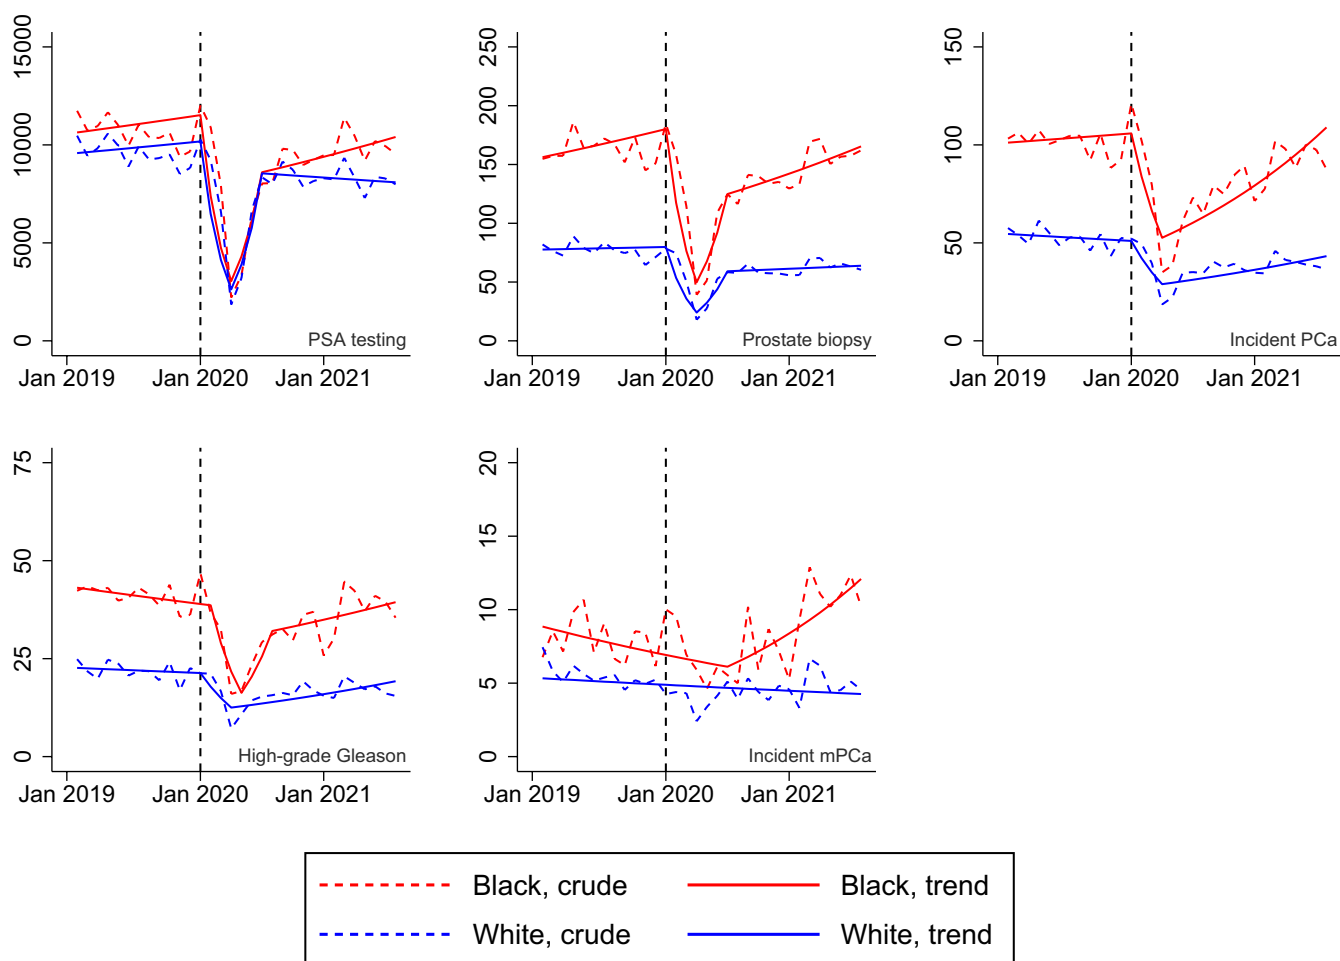 15000
10000
5000
0
PSA testing
Jan 2019 Jan 2020 Jan 2021
250
200
150
100
50
0
Prostate biopsy
Jan 2019 Jan 2020 Jan 2021
150
100
50
0
Incident PCa
Jan 2019 Jan 2020 Jan 2021
75
50
25
0
High-grade Gleason
Jan 2019 Jan 2020 Jan 2021
20
15
10
5
0
Incident mPCa
Jan 2019 Jan 2020 Jan 2021
Black, crude Black, trend
White, crude White, trend